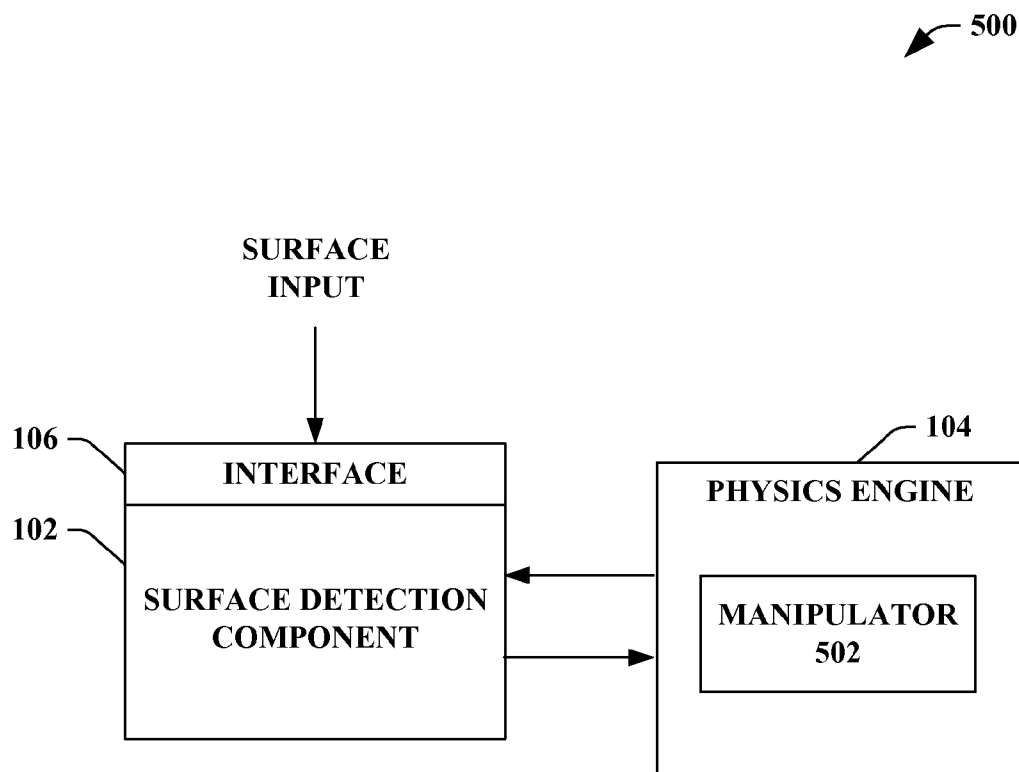 500
SURFACE
INPUT
106
INTERFACE
102
SURFACE DETECTION
COMPONENT
104
PHYSICS ENGINE
MANIPULATOR
502